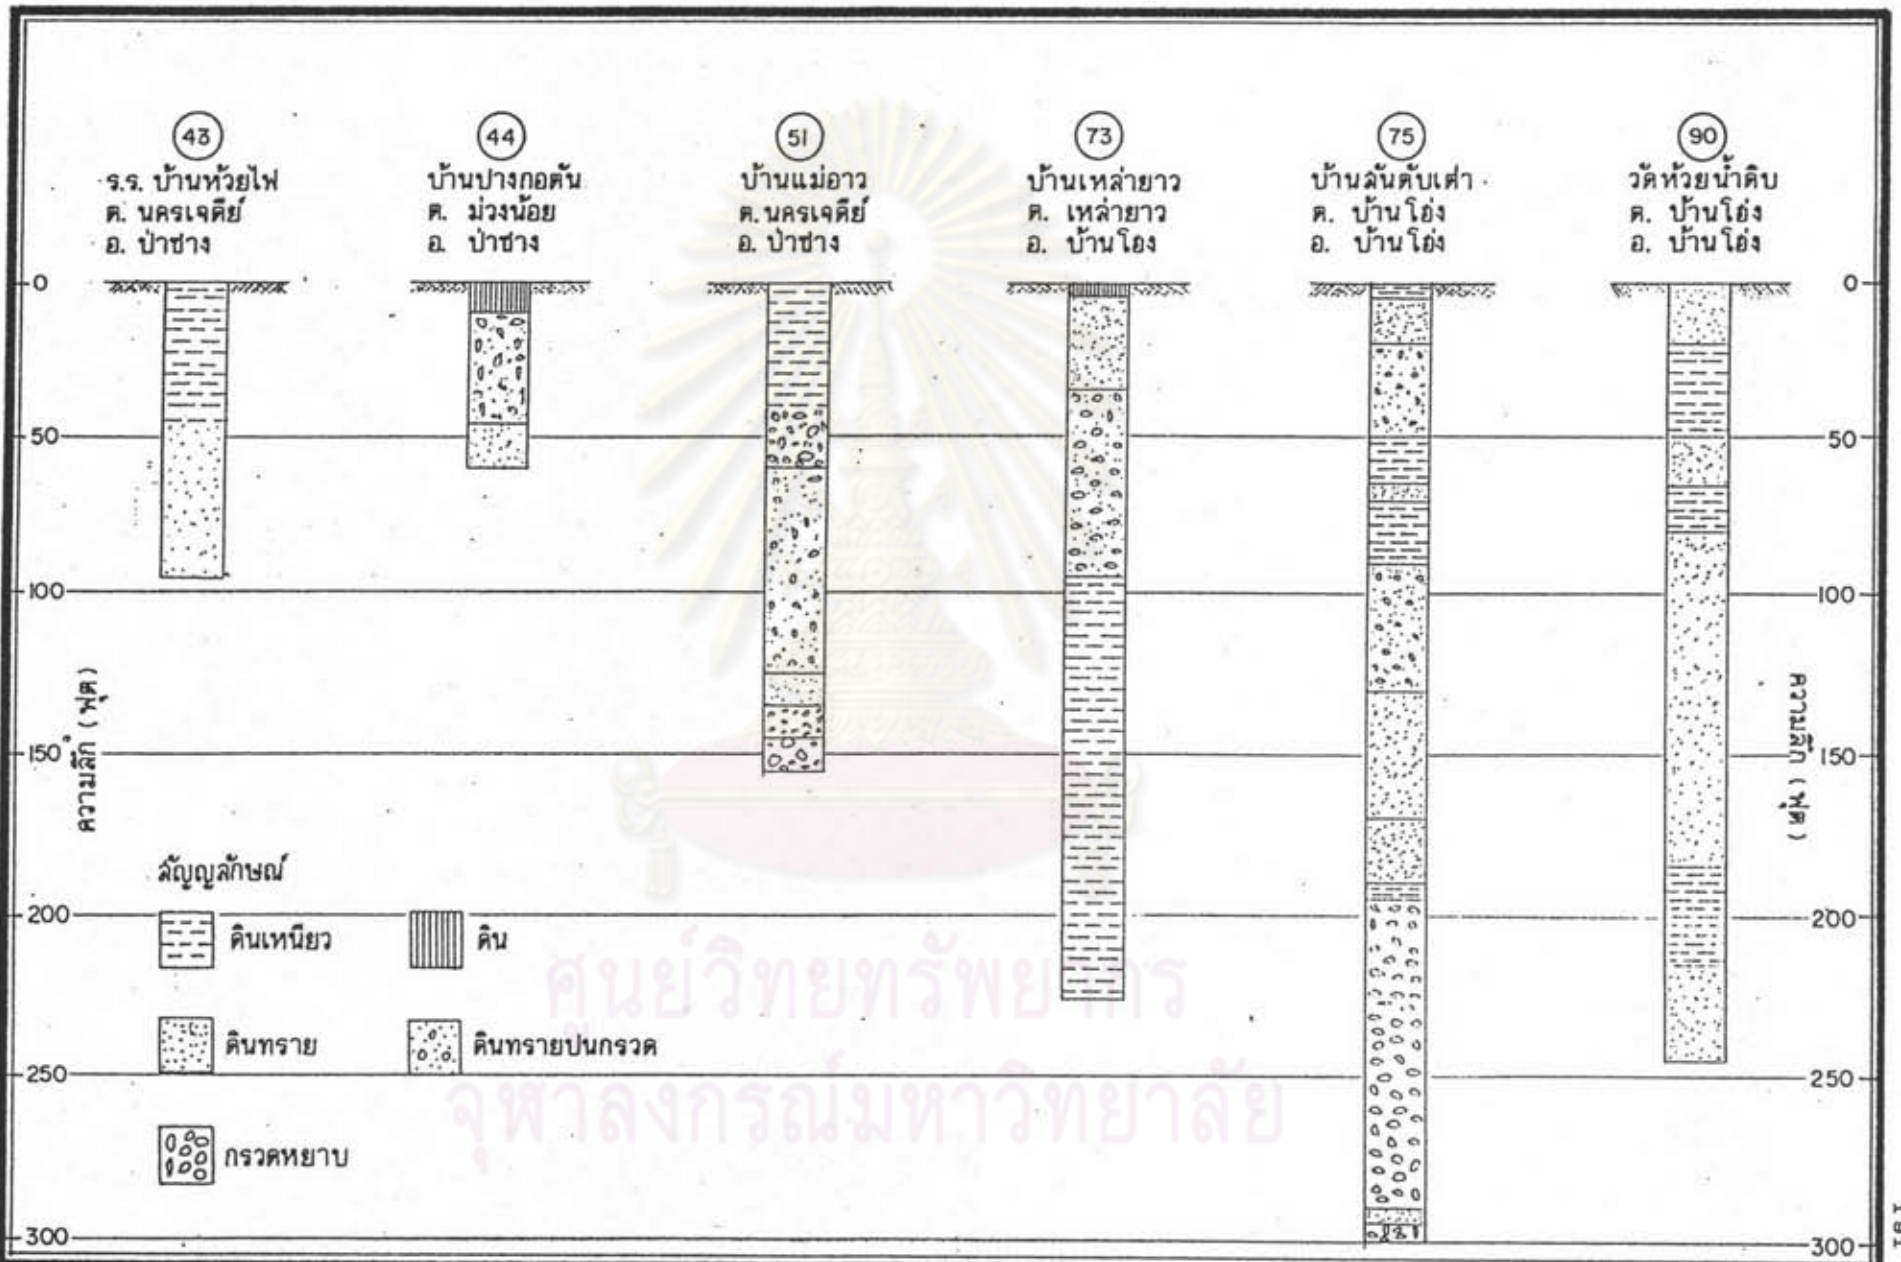 43
ร.ร. บ้านห้วยไฟ
ต. นครเจดีย์
อ. ป่าซาง
44
บ้านปางกอตัน
ต. ม่วงน้อย
อ. ป่าซาง
51
บ้านแม่อาว
ต. นครเจดีย์
อ. ป่าซาง
73
บ้านเหล่ายาว
ต. เหล่ายาว
อ. บ้านโฮ่ง
75
บ้านสันตับเต่า
ต. บ้านโฮ่ง
อ. บ้านโฮ่ง
90
วัดห้วยน้ำดิบ
ต. บ้านโฮ่ง
อ. บ้านโฮ่ง
0
50
100
150
200
250
300
ความลึก (ฟุต)
0
50
100
150
200
250
300
ความลึก (ฟุต)
สัญญลักษณ์
ดินเหนียว
ดิน
ดินทราย
ดินทรายปนกรวด
กรวดหยาบ
ศูนย์วิทยทรัพยากร
จุฬาลงกรณ์มหาวิทยาลัย